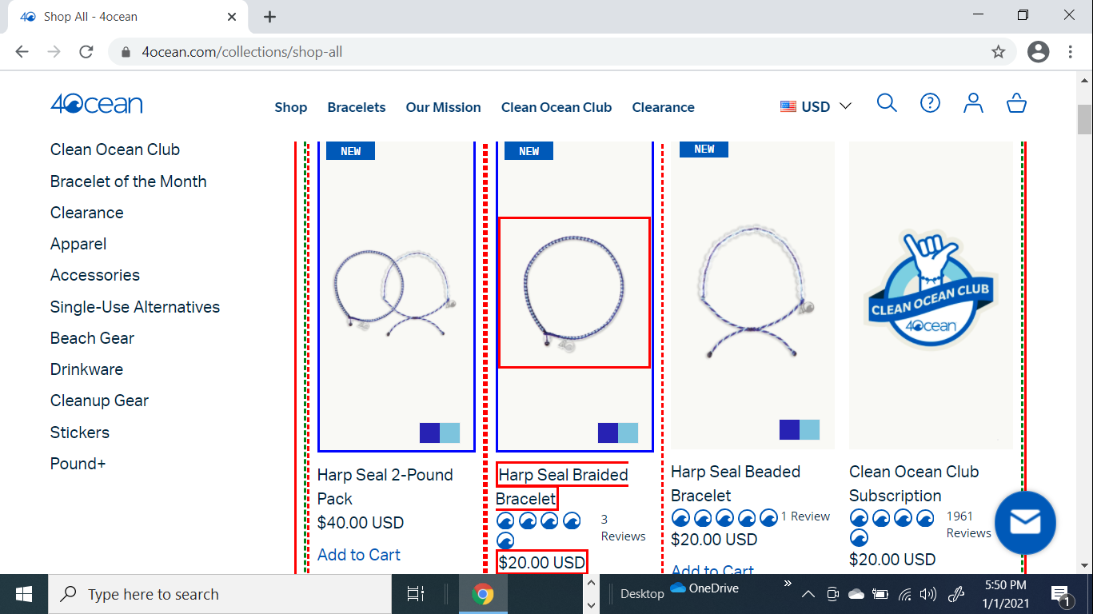 Shop All - 4ocean
4ocean.com/collections/shop-all
4Ocean
Shop Bracelets Our Mission Clean Ocean Club Clearance USD
Clean Ocean Club
Bracelet of the Month
Clearance
Apparel
Accessories
Single-Use Alternatives
Beach Gear
Drinkware
Cleanup Gear
Stickers
Pound+
NEW
Harp Seal 2-Pound
Pack
$40.00 USD
Add to Cart
NEW
Harp Seal Braided
Bracelet
3
Reviews
$20.00 USD
NEW
Harp Seal Beaded
Bracelet
1 Review
$20.00 USD
Add to Cart
CLEAN OCEAN CLUB
4ocean
Clean Ocean Club
Subscription
1961
Reviews
$20.00 USD
Type here to search
Desktop
OneDrive
5:50 PM
1/1/2021
1